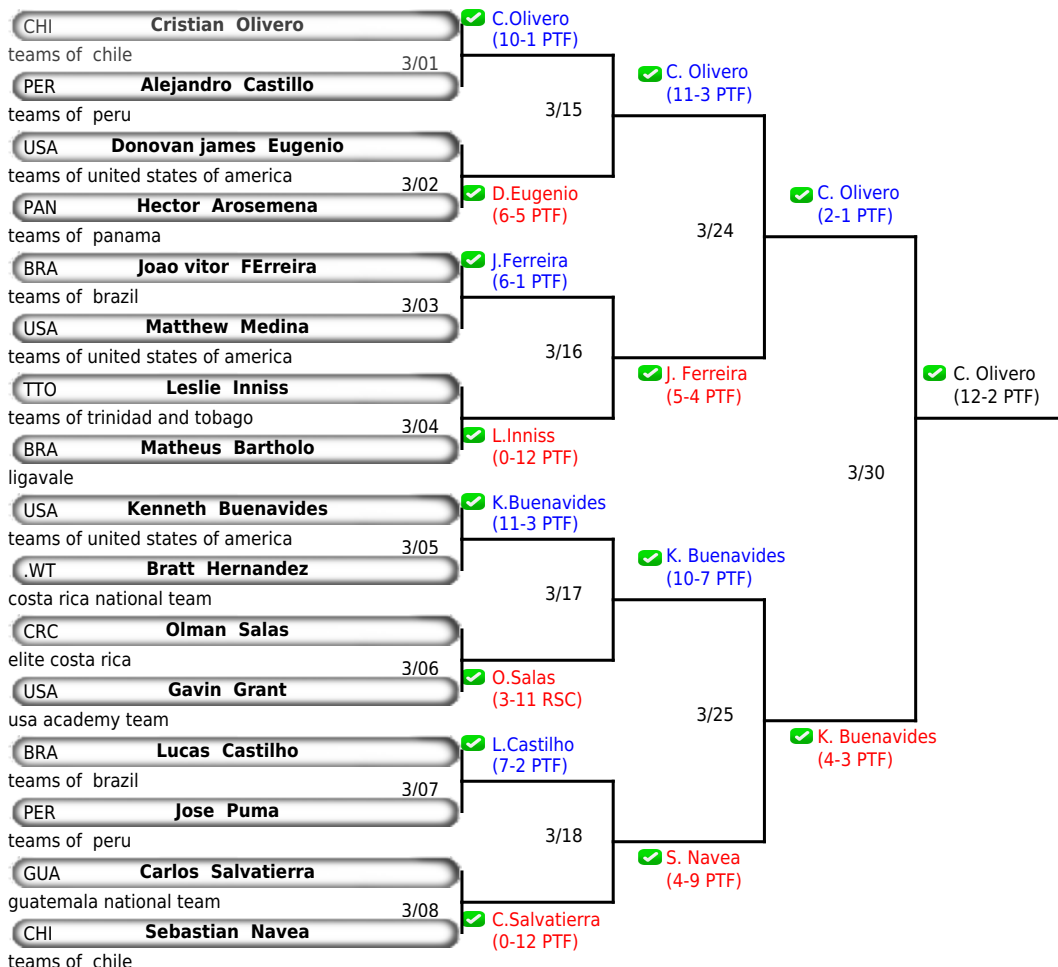 CHI Cristian Olivero
teams of chile
3/01
PER Alejandro Castillo
teams of peru
USA Donovan james Eugenio
teams of united states of america
3/02
PAN Hector Arosemena
teams of panama
BRA Joao vitor FErreira
teams of brazil
3/03
USA Matthew Medina
teams of united states of america
TTO Leslie Inniss
teams of trinidad and tobago
3/04
BRA Matheus Bartholo
ligavale
USA Kenneth Buenavides
teams of united states of america
3/05
.WT Bratt Hernandez
costa rica national team
CRC Olman Salas
elite costa rica
3/06
USA Gavin Grant
usa academy team
BRA Lucas Castilho
teams of brazil
3/07
PER Jose Puma
teams of peru
GUA Carlos Salvatierra
guatemala national team
3/08
CHI Sebastian Navea
teams of chile
C.Olivero
(10-1 PTF)
3/15
D.Eugenio
(6-5 PTF)
J.Ferreira
(6-1 PTF)
3/16
L.Inniss
(0-12 PTF)
K.Buenavides
(11-3 PTF)
3/17
O.Salas
(3-11 RSC)
L.Castilho
(7-2 PTF)
3/18
C.Salvatierra
(0-12 PTF)
C. Olivero
(11-3 PTF)
3/24
J. Ferreira
(5-4 PTF)
K. Buenavides
(10-7 PTF)
3/25
S. Navea
(4-9 PTF)
C. Olivero
(2-1 PTF)
3/30
K. Buenavides
(4-3 PTF)
C. Olivero
(12-2 PTF)